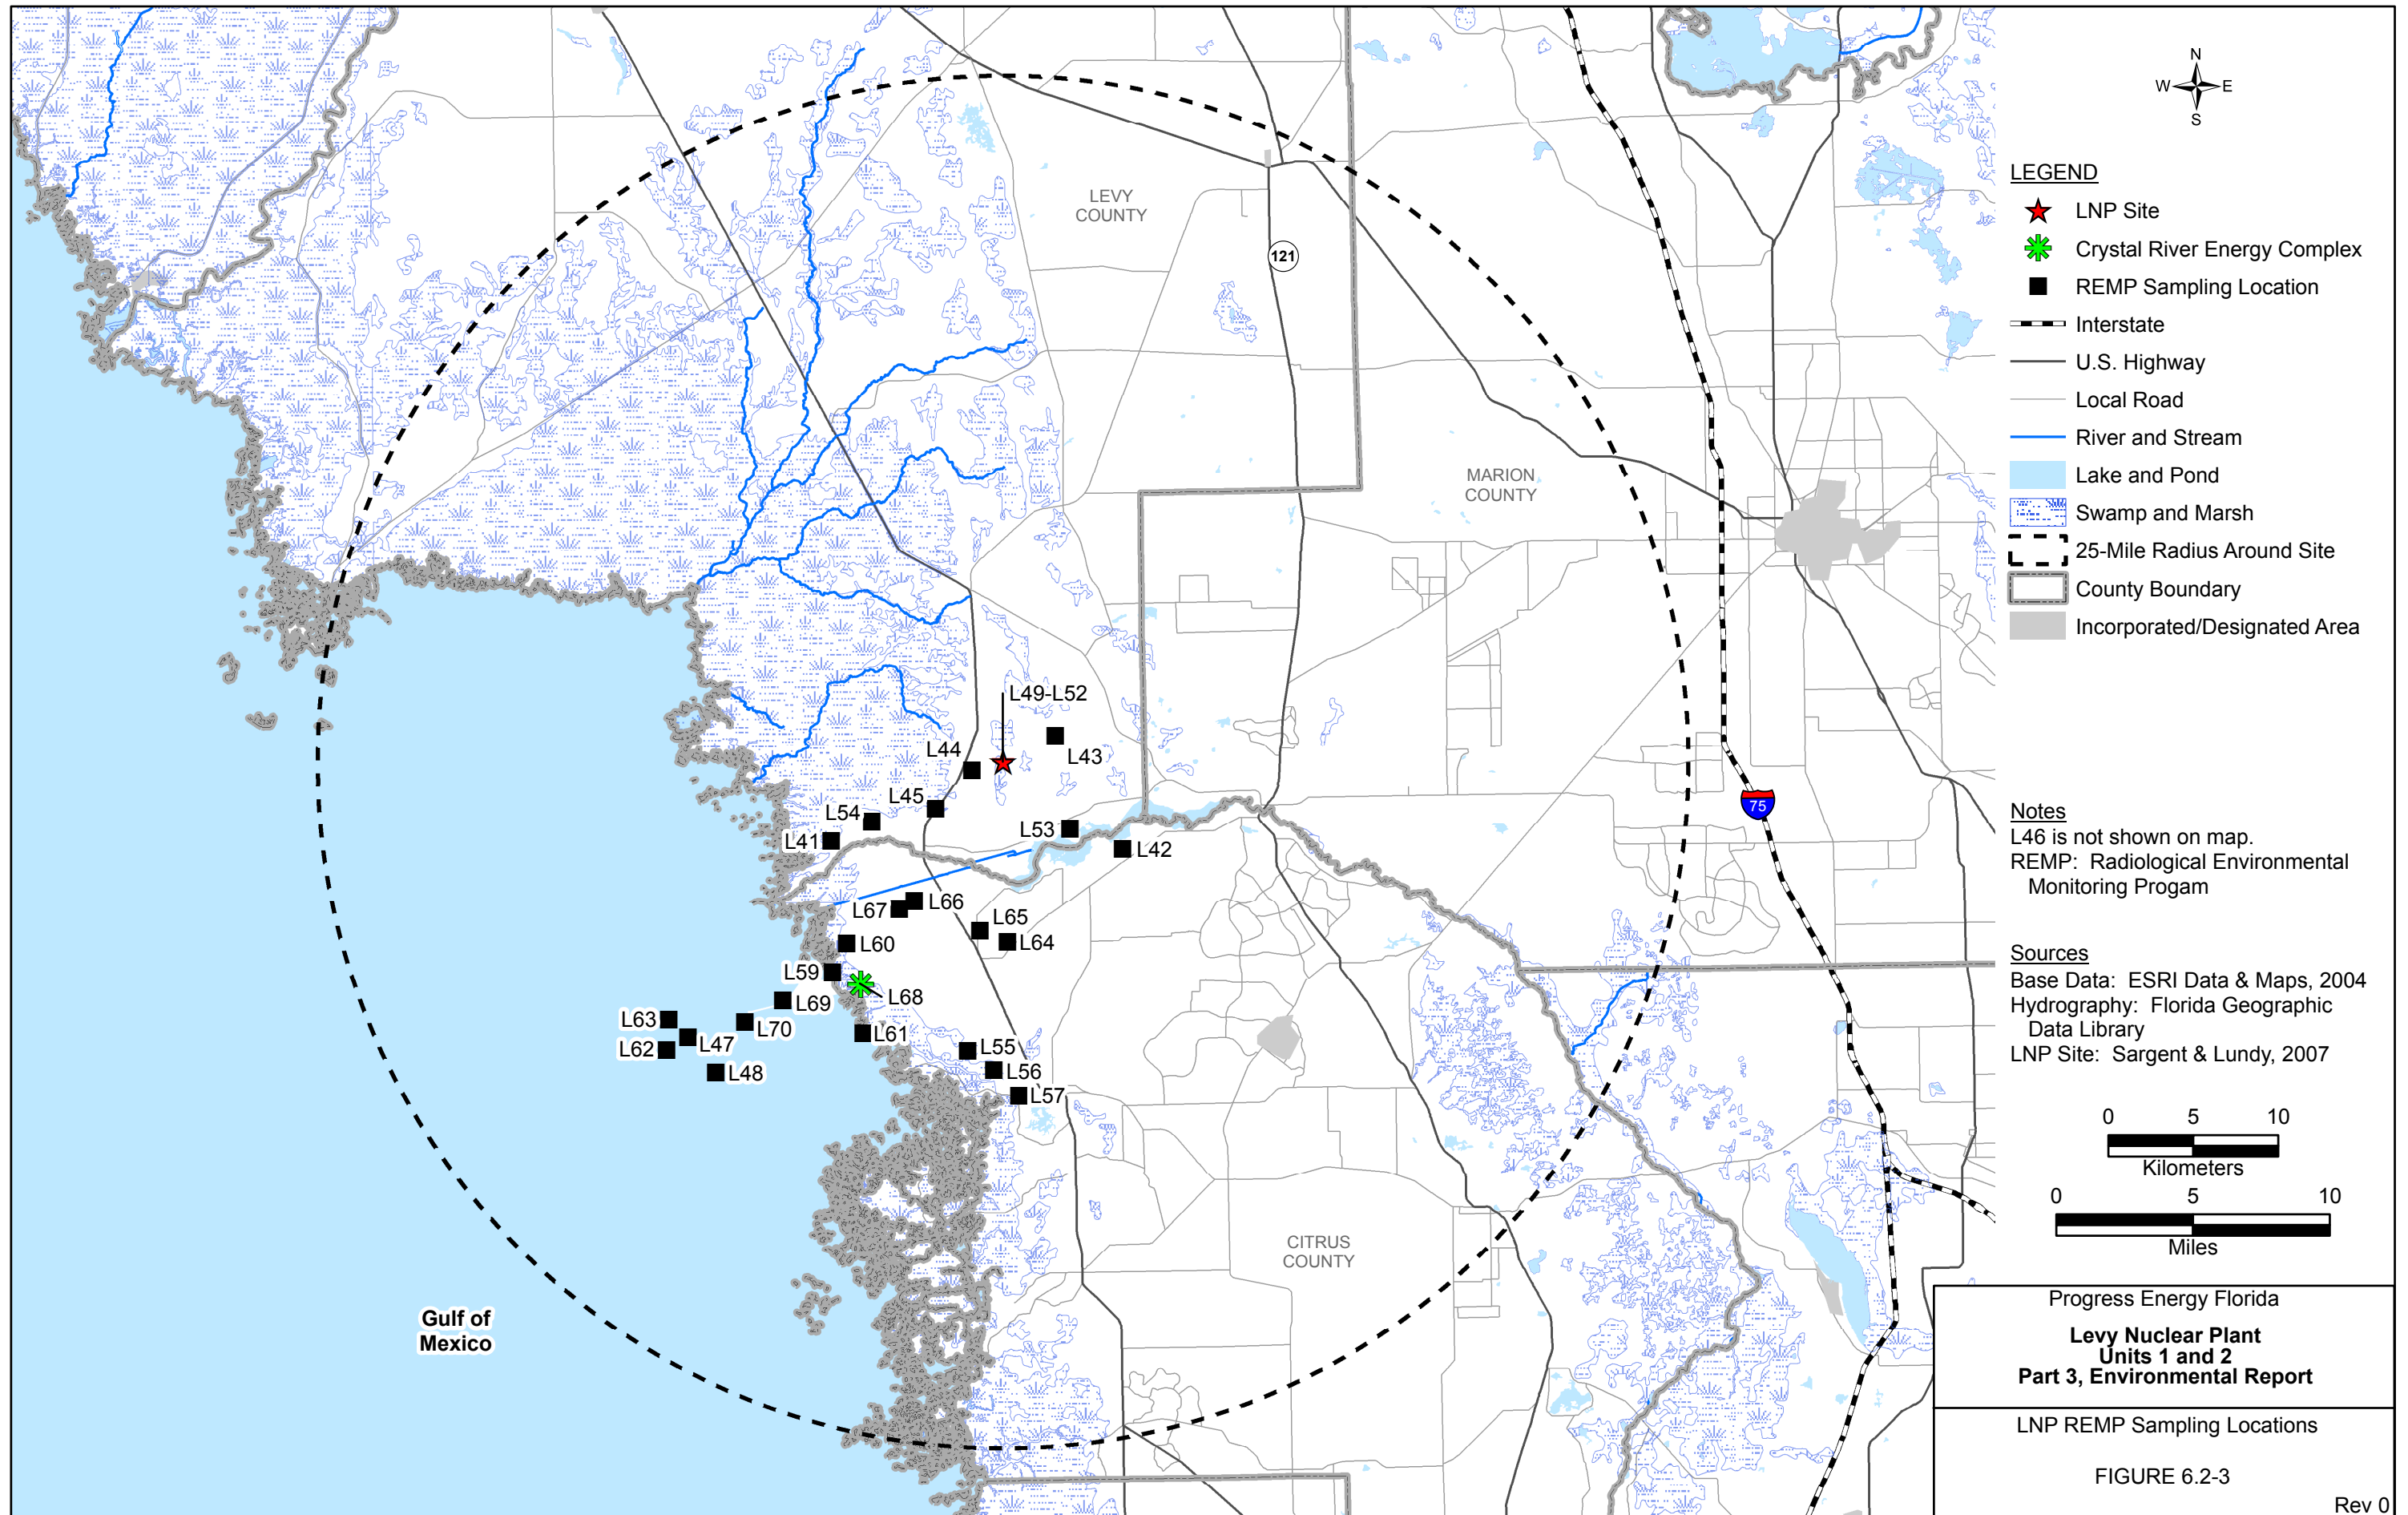 LEVY
COUNTY
121
MARION
COUNTY
L49-L52
L43
L44
L45
L54
L41
L53
L42
L66
L67
L65
L64
L60
L59
L68
L69
L63
L70
L47
L62
L61
L48
L55
L56
L57
75
CITRUS
COUNTY
Gulf of
Mexico
N
W E
S
LEGEND
LNP Site
Crystal River Energy Complex
REMP Sampling Location
Interstate
U.S. Highway
Local Road
River and Stream
Lake and Pond
Swamp and Marsh
25-Mile Radius Around Site
County Boundary
Incorporated/Designated Area
Notes
L46 is not shown on map.
REMP: Radiological Environmental
Monitoring Progam
Sources
Base Data: ESRI Data & Maps, 2004
Hydrography: Florida Geographic
Data Library
LNP Site: Sargent & Lundy, 2007
0 5 10
Kilometers
0 5 10
Miles
Progress Energy Florida
Levy Nuclear Plant
Units 1 and 2
Part 3, Environmental Report
LNP REMP Sampling Locations
FIGURE 6.2-3
Rev 0